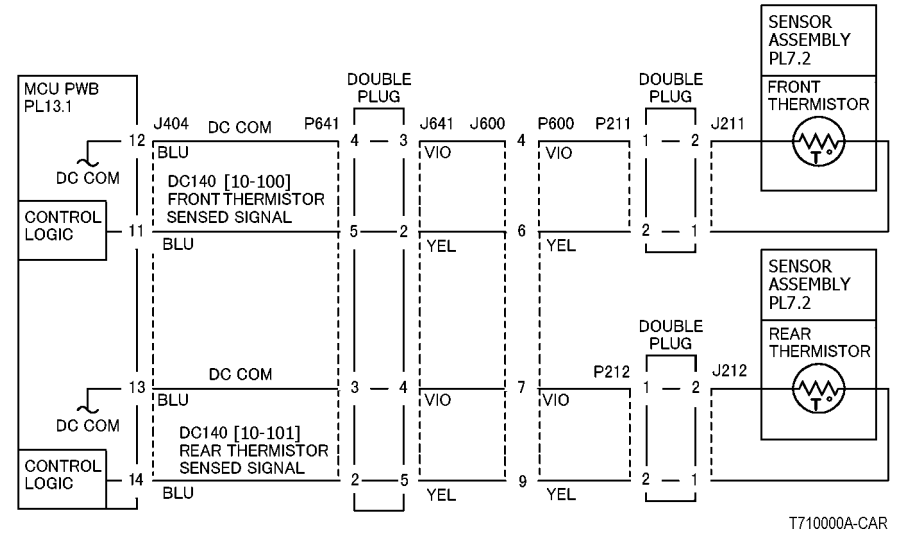 SENSOR
ASSEMBLY
PL7.2
FRONT
THERMISTOR
T°
MCU PWB
PL13.1
DOUBLE
PLUG
DOUBLE
PLUG
J404 DC COM P641 J641 J600 P600 P211 J211
12 4 3 4 1 2
BLU VIO VIO
DC COM
DC140 [10-100]
FRONT THERMISTOR
SENSED SIGNAL
CONTROL
LOGIC
11 5 2 6 2 1
BLU YEL YEL
SENSOR
ASSEMBLY
PL7.2
REAR
THERMISTOR
T°
DOUBLE
PLUG
DC COM P212 J212
13 3 4 7 1 2
BLU VIO VIO
DC COM
DC140 [10-101]
REAR THERMISTOR
SENSED SIGNAL
CONTROL
LOGIC
14 2 5 9 2 1
BLU YEL YEL
T710000A-CAR